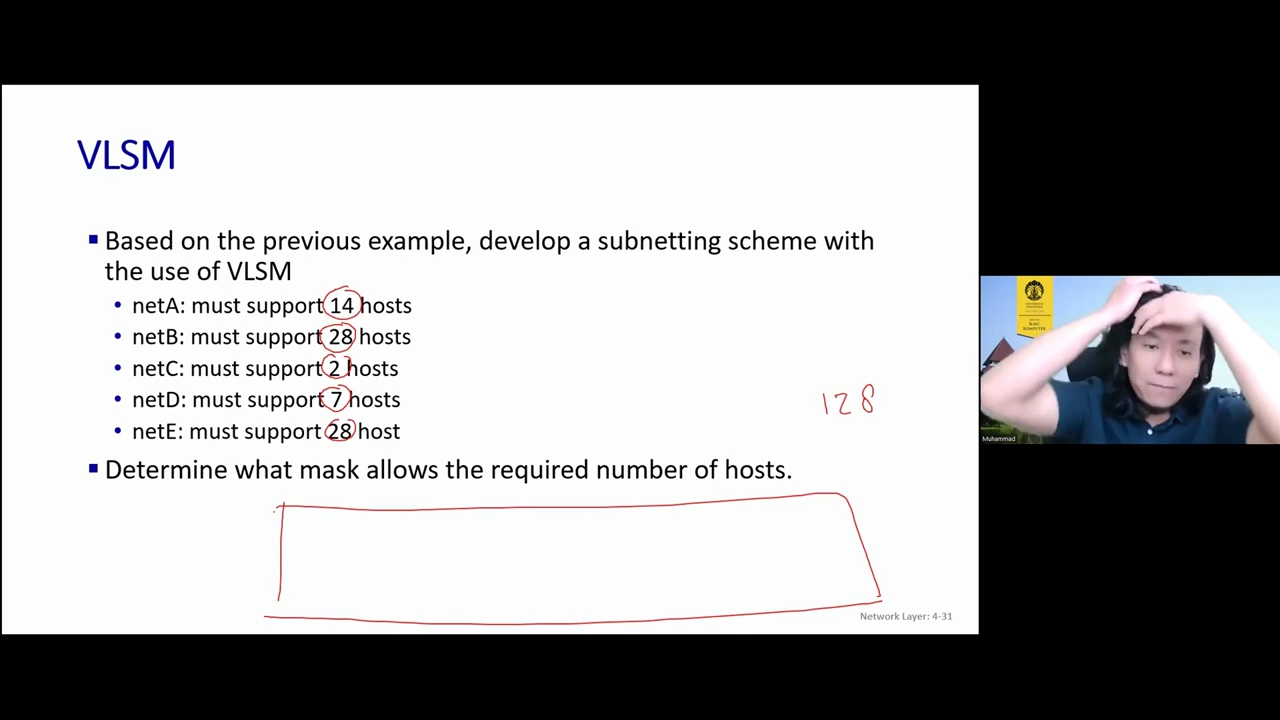 VLSM
▪ Based on the previous example, develop a subnetting scheme with
the use of VLSM
• netA: must support 14 hosts
• netB: must support 28 hosts
• netC: must support 2 hosts
• netD: must support 7 hosts
• netE: must support 28 host
128
▪ Determine what mask allows the required number of hosts.
Network Layer: 4-31
Muhammad